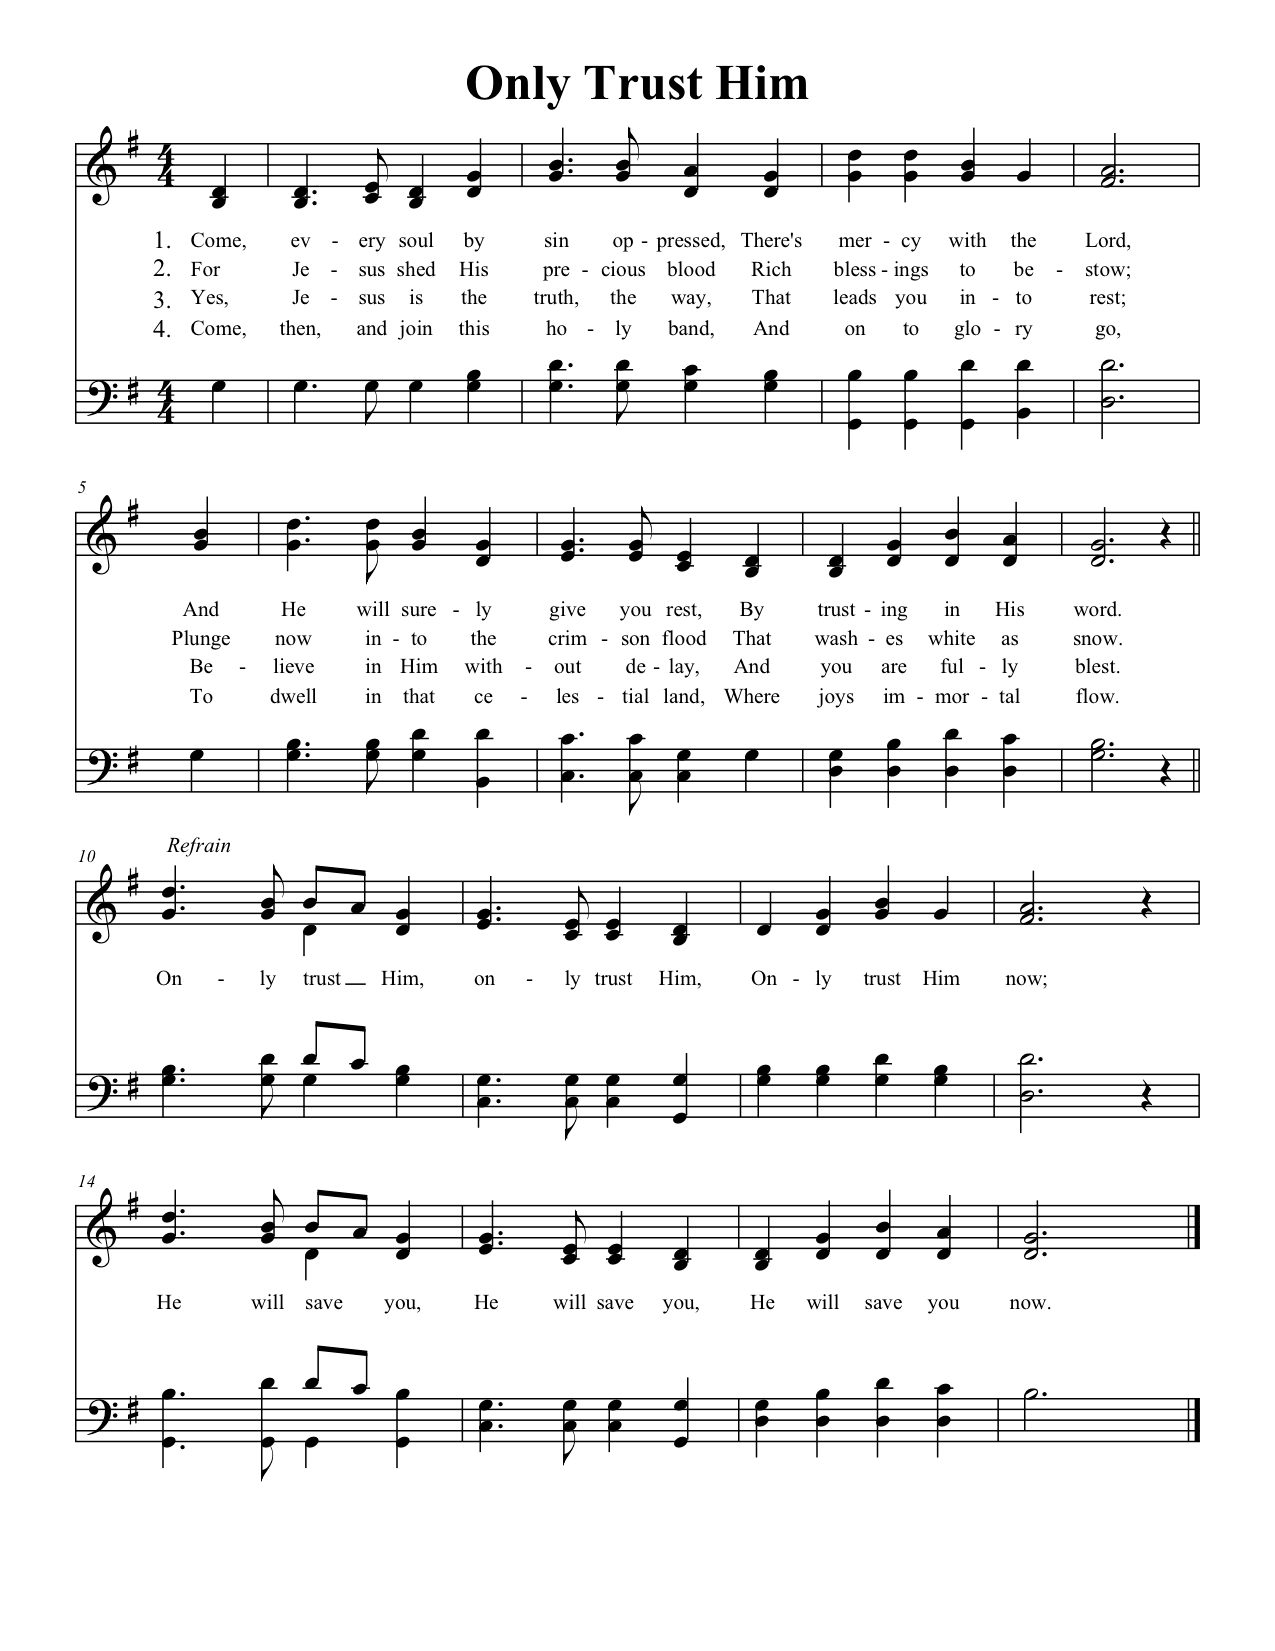 Only Trust Him
1. Come, ev - ery soul by sin op - pressed, There's mer - cy with the Lord,
2. For Je - sus shed His pre - cious blood Rich bless - ings to be - stow;
3. Yes, Je - sus is the truth, the way, That leads you in - to rest;
4. Come, then, and join this ho - ly band, And on to glo - ry go,
5
And He will sure - ly give you rest, By trust - ing in His word.
Plunge now in - to the crim - son flood That wash - es white as snow.
Be - lieve in Him with - out de - lay, And you are ful - ly blest.
To dwell in that ce - les - tial land, Where joys im - mor - tal flow.
Refrain
10
On - ly trust Him, on - ly trust Him, On - ly trust Him now;
14
He will save you, He will save you, He will save you now.